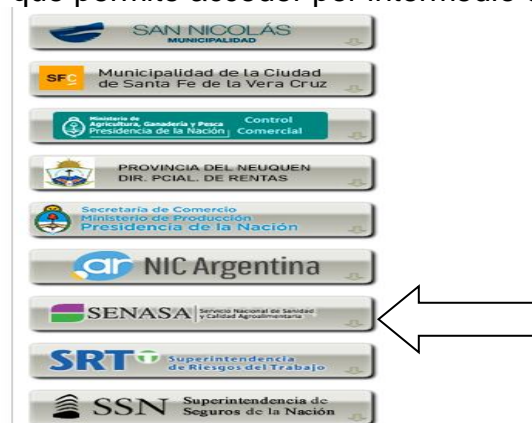 que permite acceder por intermedio
SAN NICOLÁS
MUNICIPALIDAD
SFC
Municipalidad de la Ciudad
de Santa Fe de la Vera Cruz
Ministerio de
Agricultura, Ganadería y Pesca
Presidencia de la Nación
Control
Comercial
PROVINCIA DEL NEUQUEN
DIR. PCIAL. DE RENTAS
Secretaría de Comercio
Ministerio de Producción
Presidencia de la Nación
ar NIC Argentina
SENASA Servicio Nacional de Sanidad
y Calidad Agroalimentaria
SRT Superintendencia
de Riesgos del Trabajo
SSN Superintendencia de
Seguros de la Nación